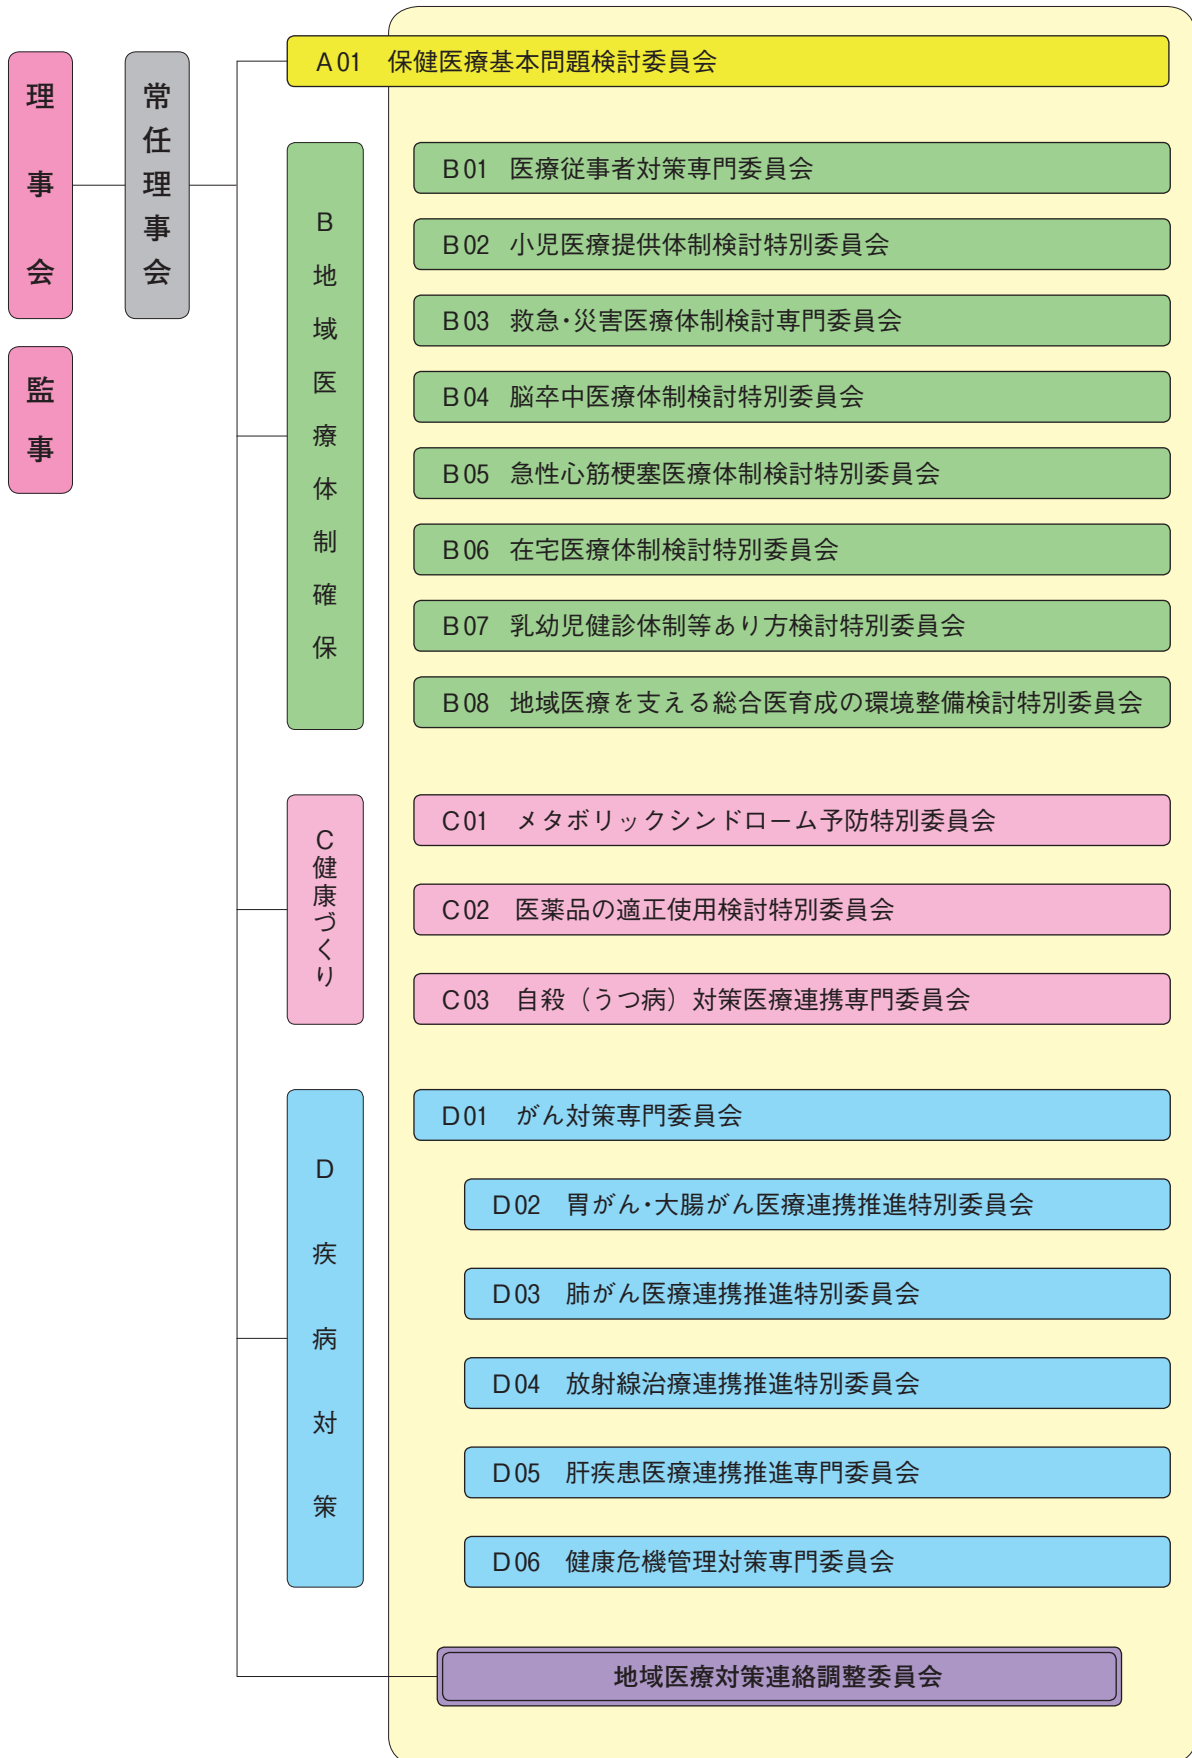 理事会
常任理事会
監事
A01 保健医療基本問題検討委員会
B地域医療体制確保
B01 医療従事者対策専門委員会
B02 小児医療提供体制検討特別委員会
B03 救急・災害医療体制検討専門委員会
B04 脳卒中医療体制検討特別委員会
B05 急性心筋梗塞医療体制検討特別委員会
B06 在宅医療体制検討特別委員会
B07 乳幼児健診体制等あり方検討特別委員会
B08 地域医療を支える総合医育成の環境整備検討特別委員会
C健康づくり
C01 メタボリックシンドローム予防特別委員会
C02 医薬品の適正使用検討特別委員会
C03 自殺（うつ病）対策医療連携専門委員会
D疾病対策
D01 がん対策専門委員会
D02 胃がん・大腸がん医療連携推進特別委員会
D03 肺がん医療連携推進特別委員会
D04 放射線治療連携推進特別委員会
D05 肝疾患医療連携推進専門委員会
D06 健康危機管理対策専門委員会
地域医療対策連絡調整委員会